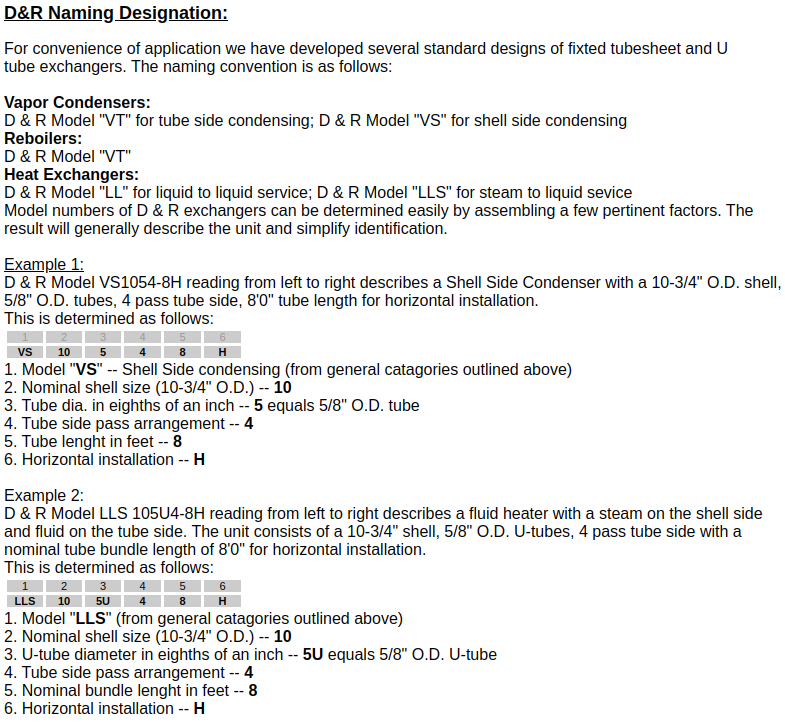 D&R Naming Designation:
For convenience of application we have developed several standard designs of fixted tubesheet and U
tube exchangers. The naming convention is as follows:
Vapor Condensers:
D & R Model "VT" for tube side condensing; D & R Model "VS" for shell side condensing
Reboilers:
D & R Model "VT"
Heat Exchangers:
D & R Model "LL" for liquid to liquid service; D & R Model "LLS" for steam to liquid sevice
Model numbers of D & R exchangers can be determined easily by assembling a few pertinent factors. The
result will generally describe the unit and simplify identification.
Example 1:
D & R Model VS1054-8H reading from left to right describes a Shell Side Condenser with a 10-3/4" O.D. shell,
5/8" O.D. tubes, 4 pass tube side, 8'0" tube length for horizontal installation.
This is determined as follows:
1 2 3 4 5 6
VS 10 5 4 8 H
1. Model "VS" -- Shell Side condensing (from general catagories outlined above)
2. Nominal shell size (10-3/4" O.D.) -- 10
3. Tube dia. in eighths of an inch -- 5 equals 5/8" O.D. tube
4. Tube side pass arrangement -- 4
5. Tube lenght in feet -- 8
6. Horizontal installation -- H
Example 2:
D & R Model LLS 105U4-8H reading from left to right describes a fluid heater with a steam on the shell side
and fluid on the tube side. The unit consists of a 10-3/4" shell, 5/8" O.D. U-tubes, 4 pass tube side with a
nominal tube bundle length of 8'0" for horizontal installation.
This is determined as follows:
1 2 3 4 5 6
LLS 10 5U 4 8 H
1. Model "LLS" (from general catagories outlined above)
2. Nominal shell size (10-3/4" O.D.) -- 10
3. U-tube diameter in eighths of an inch -- 5U equals 5/8" O.D. U-tube
4. Tube side pass arrangement -- 4
5. Nominal bundle lenght in feet -- 8
6. Horizontal installation -- H